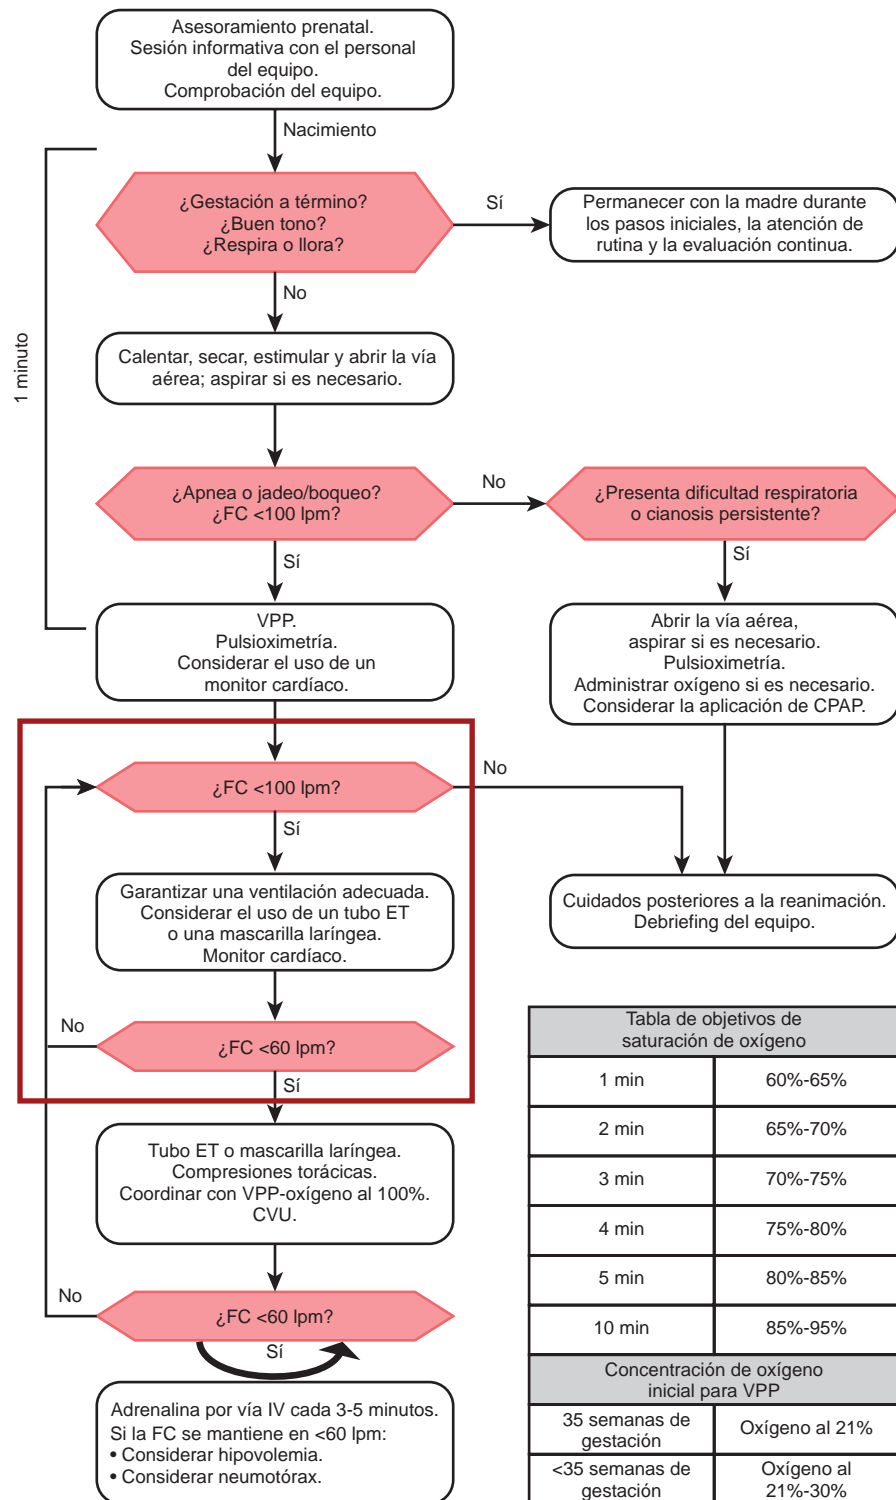 Asesoramiento prenatal.
Sesión informativa con el personal
del equipo.
Comprobación del equipo.
Nacimiento
1 minuto
¿Gestación a término?
¿Buen tono?
¿Respira o llora?
Sí
Permanecer con la madre durante
los pasos iniciales, la atención de
rutina y la evaluación continua.
No
Calentar, secar, estimular y abrir la vía
aérea; aspirar si es necesario.
¿Apnea o jadeo/boqueo?
¿FC <100 lpm?
No
¿Presenta dificultad respiratoria
o cianosis persistente?
Sí
Sí
VPP.
Pulsioximetría.
Considerar el uso de un
monitor cardíaco.
Abrir la vía aérea,
aspirar si es necesario.
Pulsioximetría.
Administrar oxígeno si es necesario.
Considerar la aplicación de CPAP.
¿FC <100 lpm?
No
Sí
Garantizar una ventilación adecuada.
Considerar el uso de un tubo ET
o una mascarilla laríngea.
Monitor cardíaco.
Cuidados posteriores a la reanimación.
Debriefing del equipo.
No
¿FC <60 lpm?
Sí
Tubo ET o mascarilla laríngea.
Compresiones torácicas.
Coordinar con VPP-oxígeno al 100%.
CVU.
No
¿FC <60 lpm?
Sí
Adrenalina por vía IV cada 3-5 minutos.
Si la FC se mantiene en <60 lpm:
• Considerar hipovolemia.
• Considerar neumotórax.
Tabla de objetivos de
saturación de oxígeno
1 min 60%-65%
2 min 65%-70%
3 min 70%-75%
4 min 75%-80%
5 min 80%-85%
10 min 85%-95%
Concentración de oxígeno
inicial para VPP
35 semanas de
gestación
Oxígeno al 21%
<35 semanas de
gestación
Oxígeno al
21%-30%